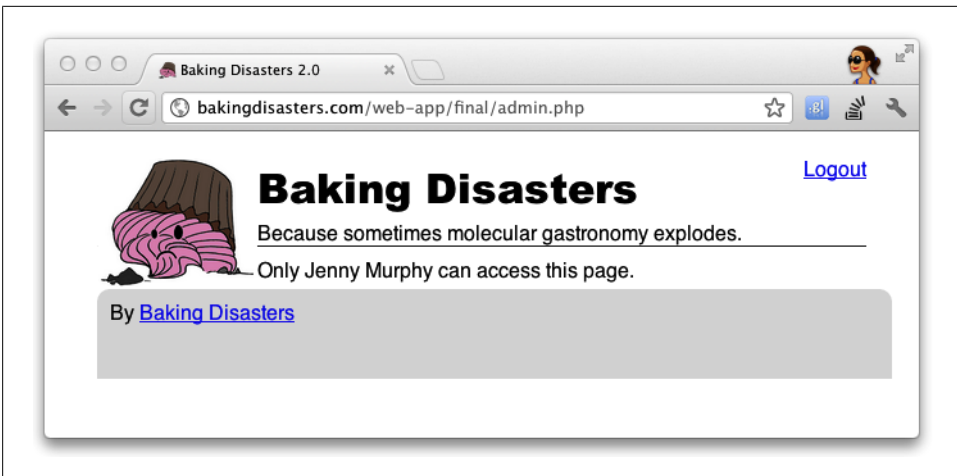 Baking Disasters 2.0
bakingdisasters.com/web-app/final/admin.php
:g!
Logout
Baking Disasters
Because sometimes molecular gastronomy explodes.
Only Jenny Murphy can access this page.
By Baking Disasters